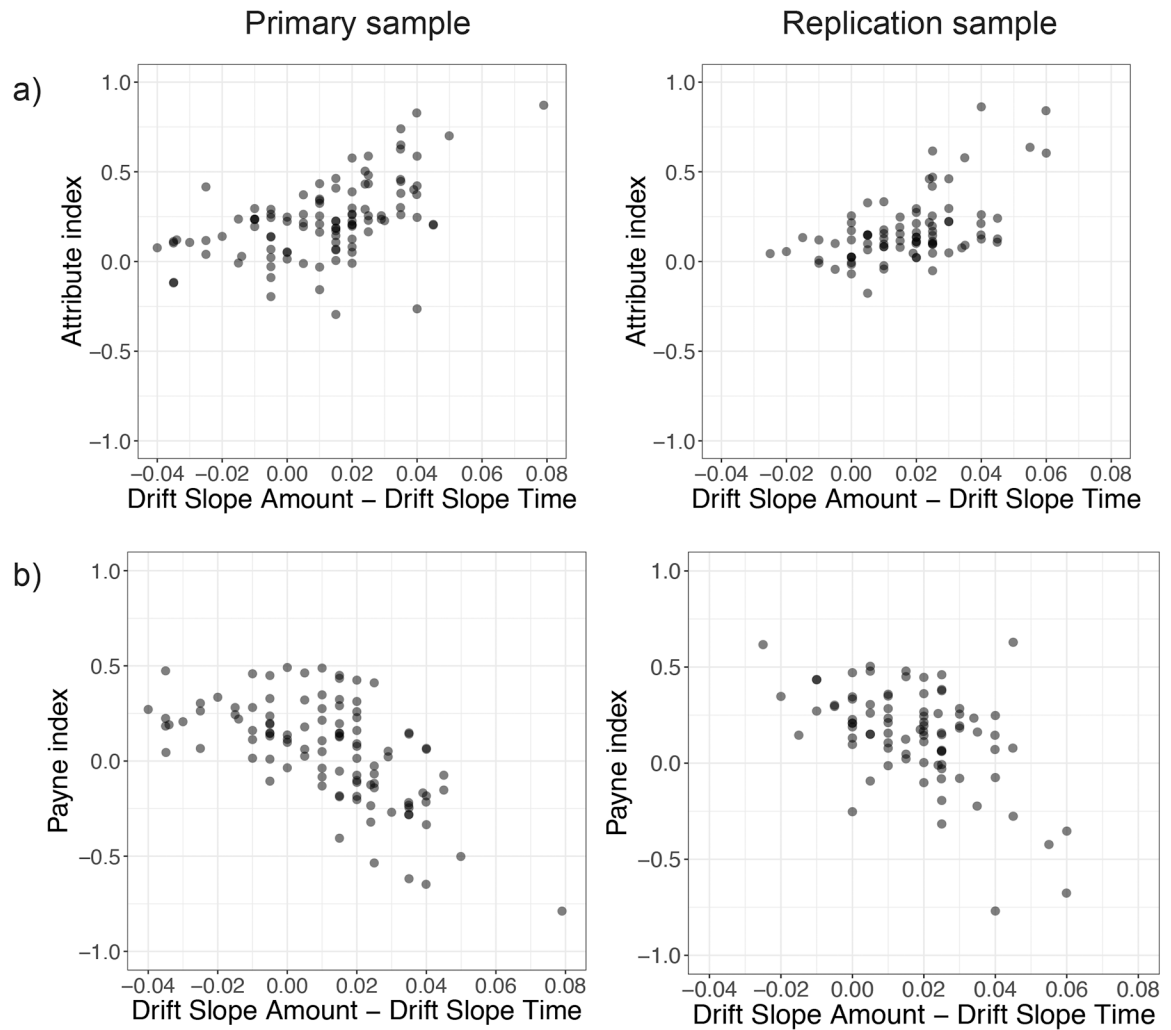 Primary sample
Replication sample
a)
1.0
0.5
0.0
−0.5
−1.0
Attribute index
−0.04 −0.02 0.00 0.02 0.04 0.06 0.08
Drift Slope Amount − Drift Slope Time
1.0
0.5
0.0
−0.5
−1.0
Attribute index
−0.04 −0.02 0.00 0.02 0.04 0.06 0.08
Drift Slope Amount − Drift Slope Time
b)
1.0
0.5
0.0
−0.5
−1.0
Payne index
−0.04 −0.02 0.00 0.02 0.04 0.06 0.08
Drift Slope Amount − Drift Slope Time
1.0
0.5
0.0
−0.5
−1.0
Payne index
−0.04 −0.02 0.00 0.02 0.04 0.06 0.08
Drift Slope Amount − Drift Slope Time